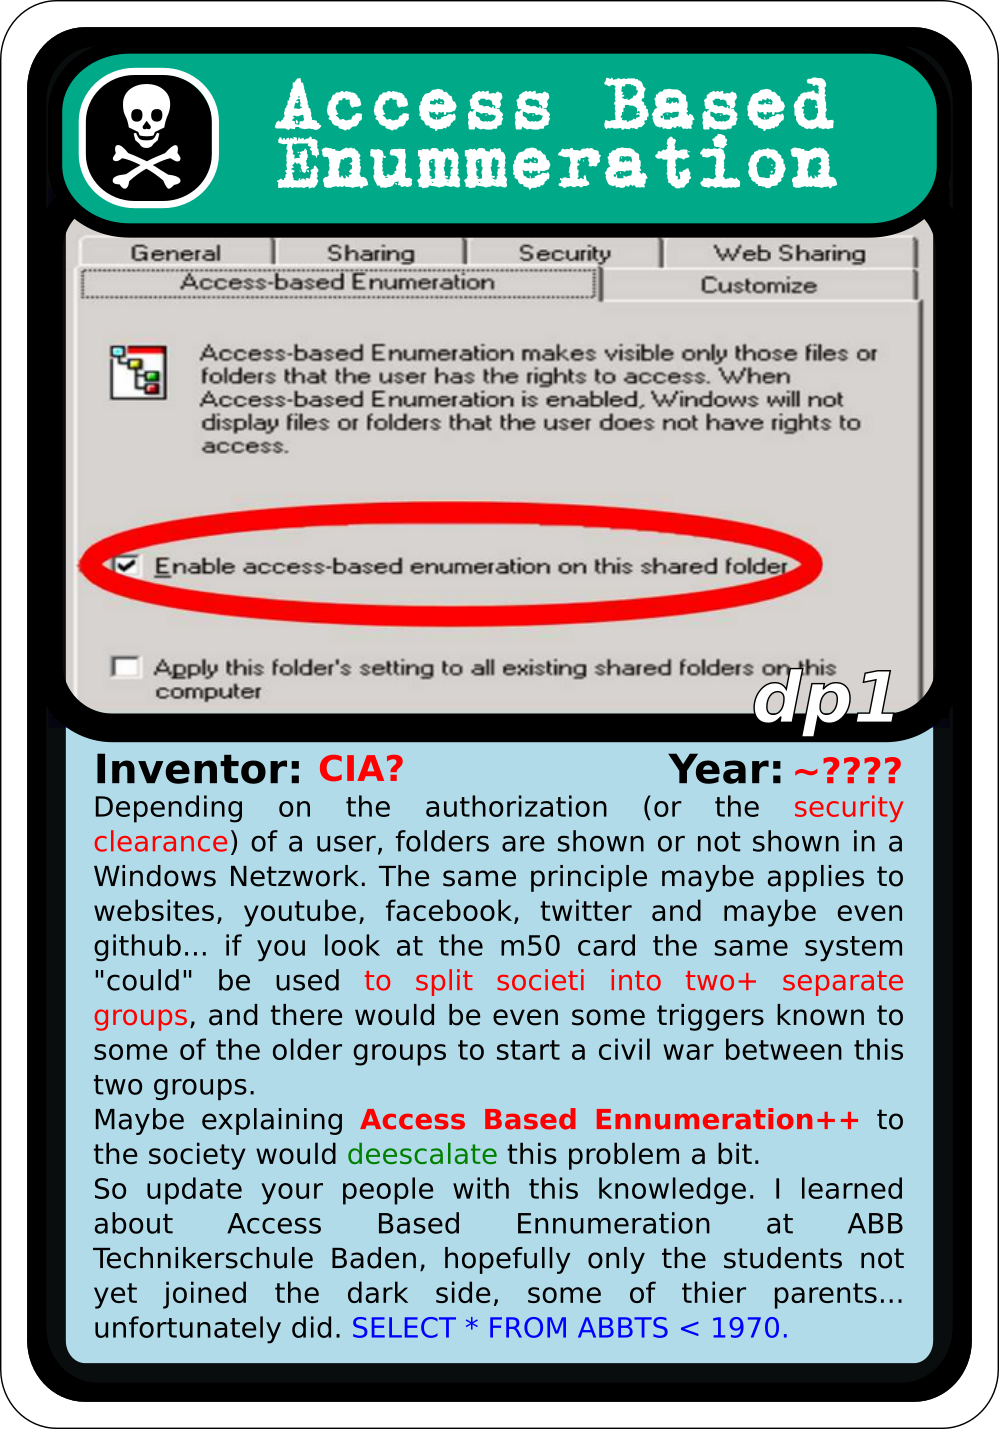 Access Based
Enummeration
General Sharing Security Web Sharing
Access-based Enumeration Customize
Access-based Enumeration makes visible only those files or
folders that the user has the rights to access. When
Access-based Enumeration is enabled, Windows will not
display files or folders that the user does not have rights to
access.
Enable access-based enumeration on this shared folder
Apply this folder's setting to all existing shared folders on this
computer
dp1
Inventor: CIA? Year: ~????
Depending on the authorization (or the security
clearance) of a user, folders are shown or not shown in a
Windows Netzwork. The same principle maybe applies to
websites, youtube, facebook, twitter and maybe even
github... if you look at the m50 card the same system
"could" be used to split societi into two+ separate
groups, and there would be even some triggers known to
some of the older groups to start a civil war between this
two groups.
Maybe explaining Access Based Ennumeration++ to
the society would deescalate this problem a bit.
So update your people with this knowledge. I learned
about Access Based Ennumeration at ABB
Technikerschule Baden, hopefully only the students not
yet joined the dark side, some of thier parents...
unfortunately did. SELECT * FROM ABBTS < 1970.